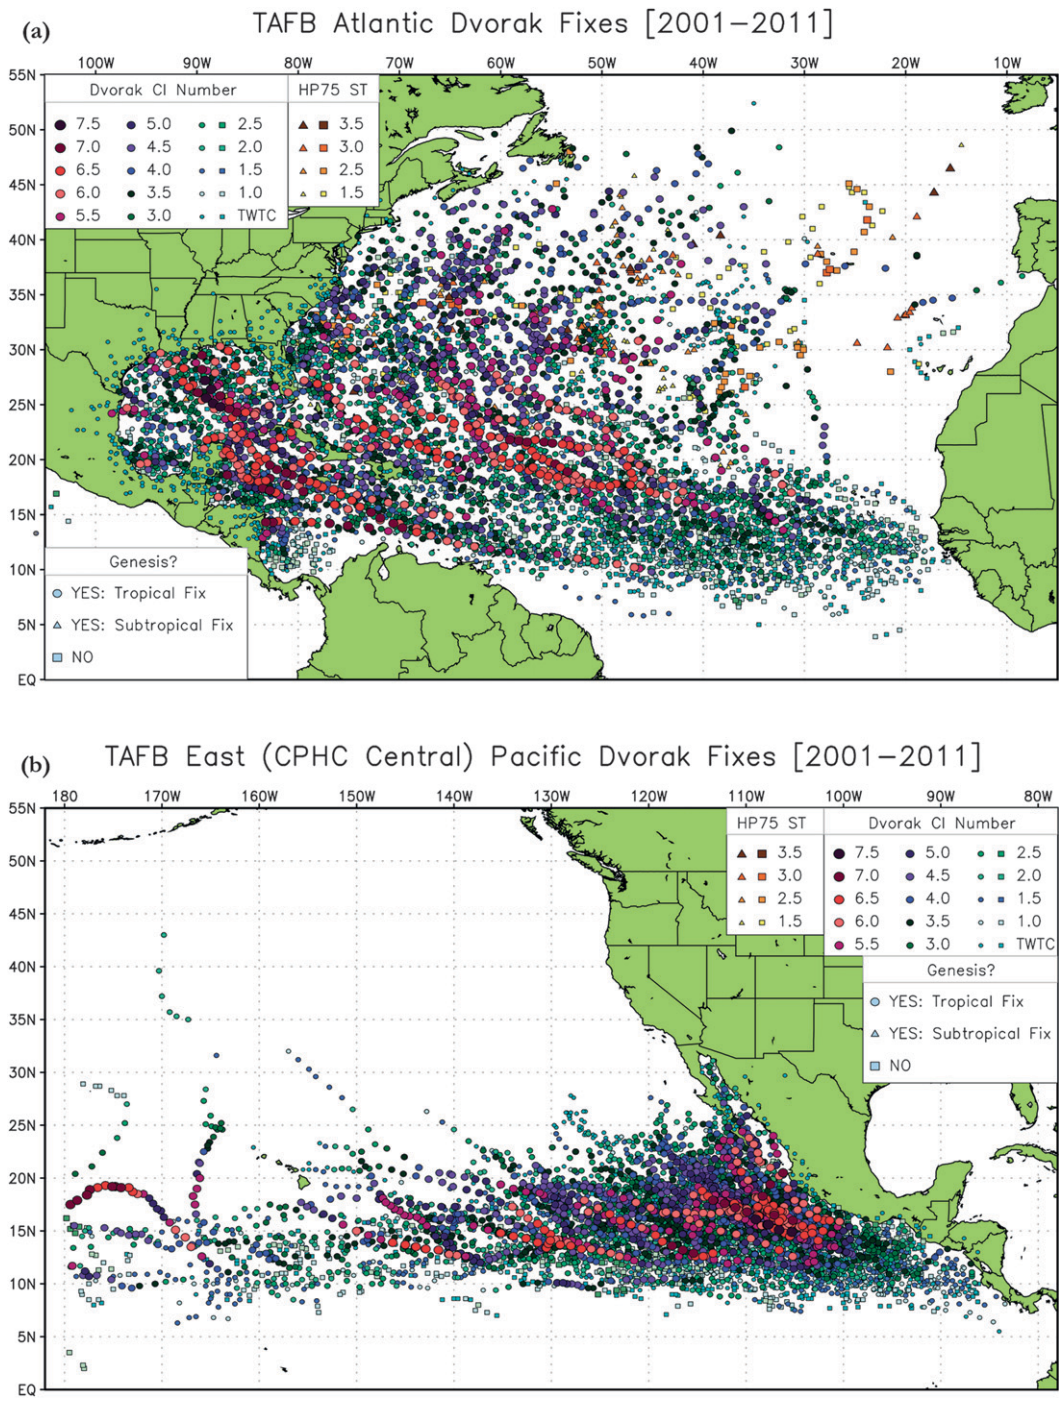 (a) TAFB Atlantic Dvorak Fixes [2001−2011]
100W 90W 80W 70W 60W 50W 40W 30W 20W 10W
55N
50N
45N
40N
35N
30N
25N
20N
15N
10N
5N
EQ
Dvorak CI Number
7.5 5.0 2.5
7.0 4.5 2.0
6.5 4.0 1.5
6.0 3.5 1.0
5.5 3.0 TWTC
HP75 ST
3.5
3.0
2.5
1.5
Genesis?
YES: Tropical Fix
YES: Subtropical Fix
NO
(b) TAFB East (CPHC Central) Pacific Dvorak Fixes [2001−2011]
180 170W 160W 150W 140W 130W 120W 110W 100W 90W 80W
55N
50N
45N
40N
35N
30N
25N
20N
15N
10N
5N
EQ
HP75 ST
3.5
3.0
2.5
1.5
Dvorak CI Number
7.5 5.0 2.5
7.0 4.5 2.0
6.5 4.0 1.5
6.0 3.5 1.0
5.5 3.0 TWTC
Genesis?
YES: Tropical Fix
YES: Subtropical Fix
NO